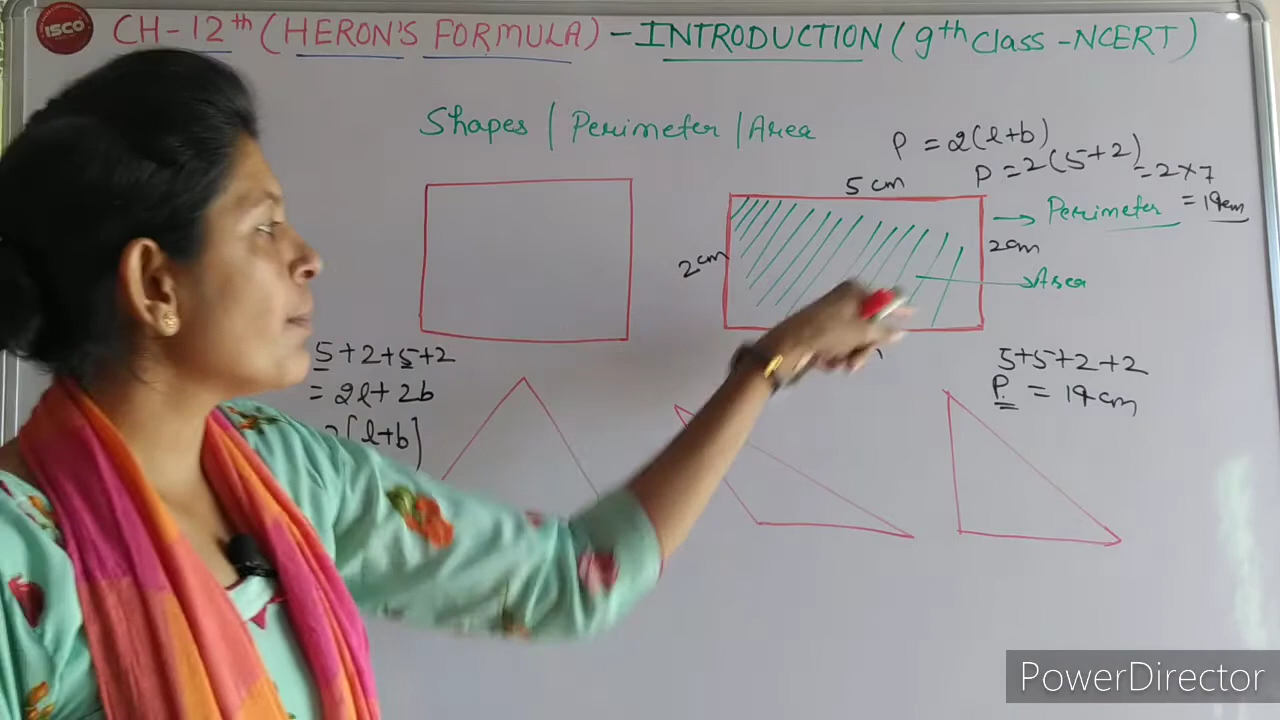 ISCO
CH-12th (HERON'S FORMULA) - INTRODUCTION (9th Class - NCERT)
Shapes / Perimeter / Area
P = 2(l+b)
P = 2(5+2) = 2×7
= 14cm
5 cm
→ Perimeter
2cm
2cm
→ Area
5+2+5+2
= 2l + 2b
[l+b]
5+5+2+2
P = 14cm
PowerDirector